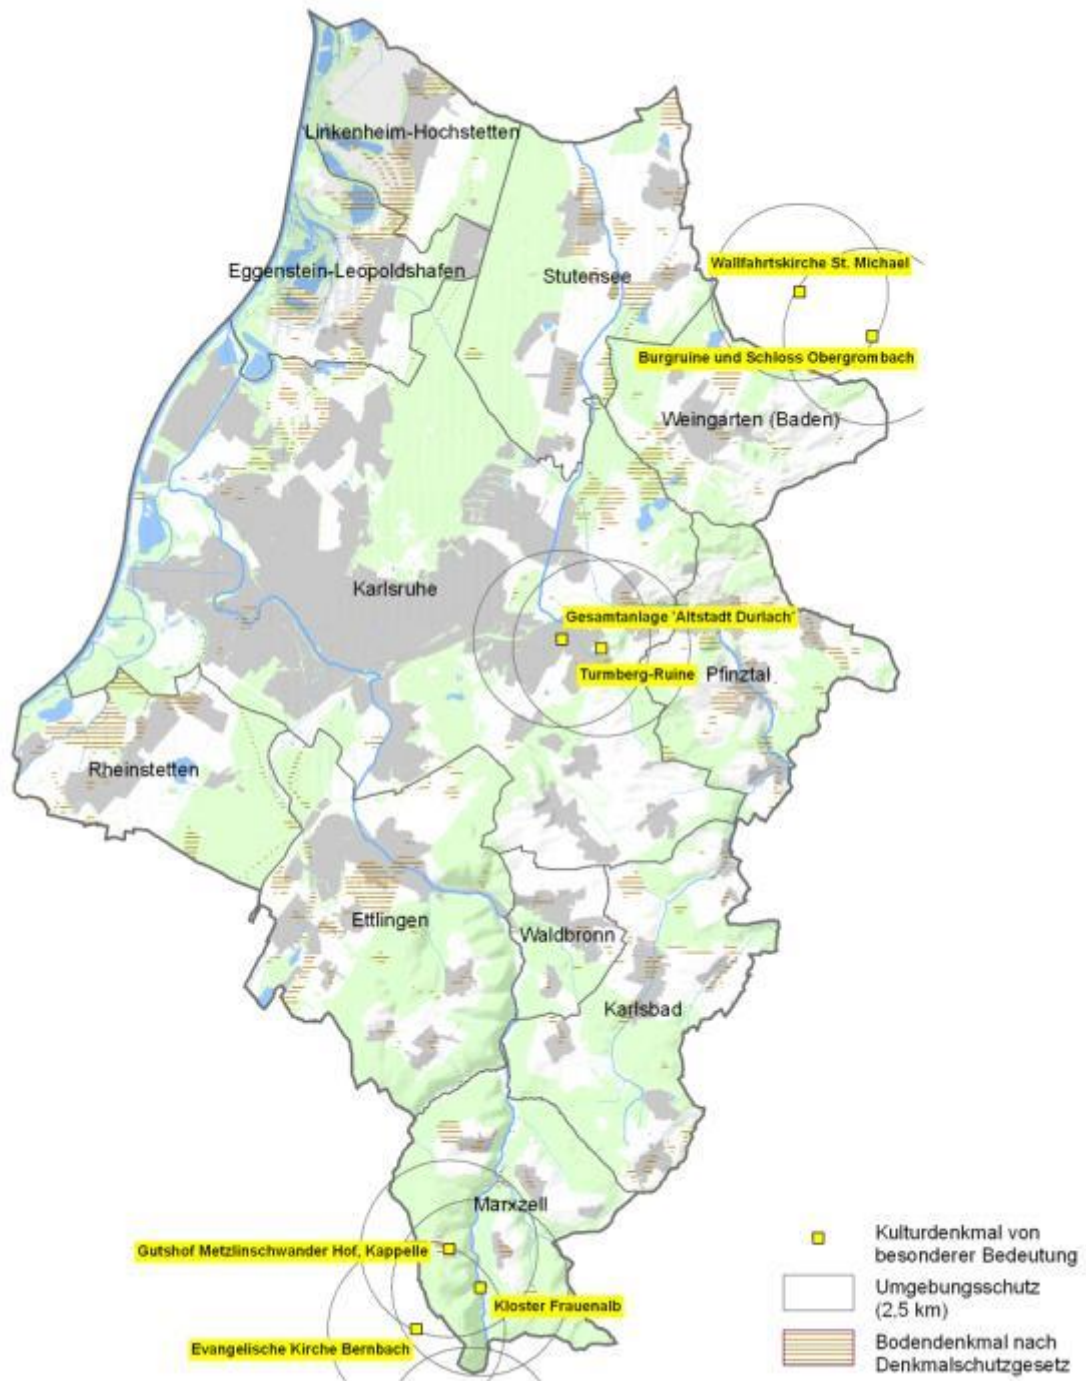 Linkenheim-Hochstetten
Eggenstein-Leopoldshafen
Stutensee
Wallfahrtskirche St. Michael
Burgruine und Schloss Obergrombach
Weingarten (Baden)
Karlsruhe
Gesamtanlage 'Altstadt Durlach'
Turmberg-Ruine
Pfinztal
Rheinstetten
Ettlingen
Waldbronn
Karlsbad
Marxzell
Gutshof Metzlinschwander Hof, Kappelle
Kloster Frauenalb
Evangelische Kirche Bernbach
Kulturdenkmal von
besonderer Bedeutung
Umgebungsschutz
(2,5 km)
Bodendenkmal nach
Denkmalschutzgesetz